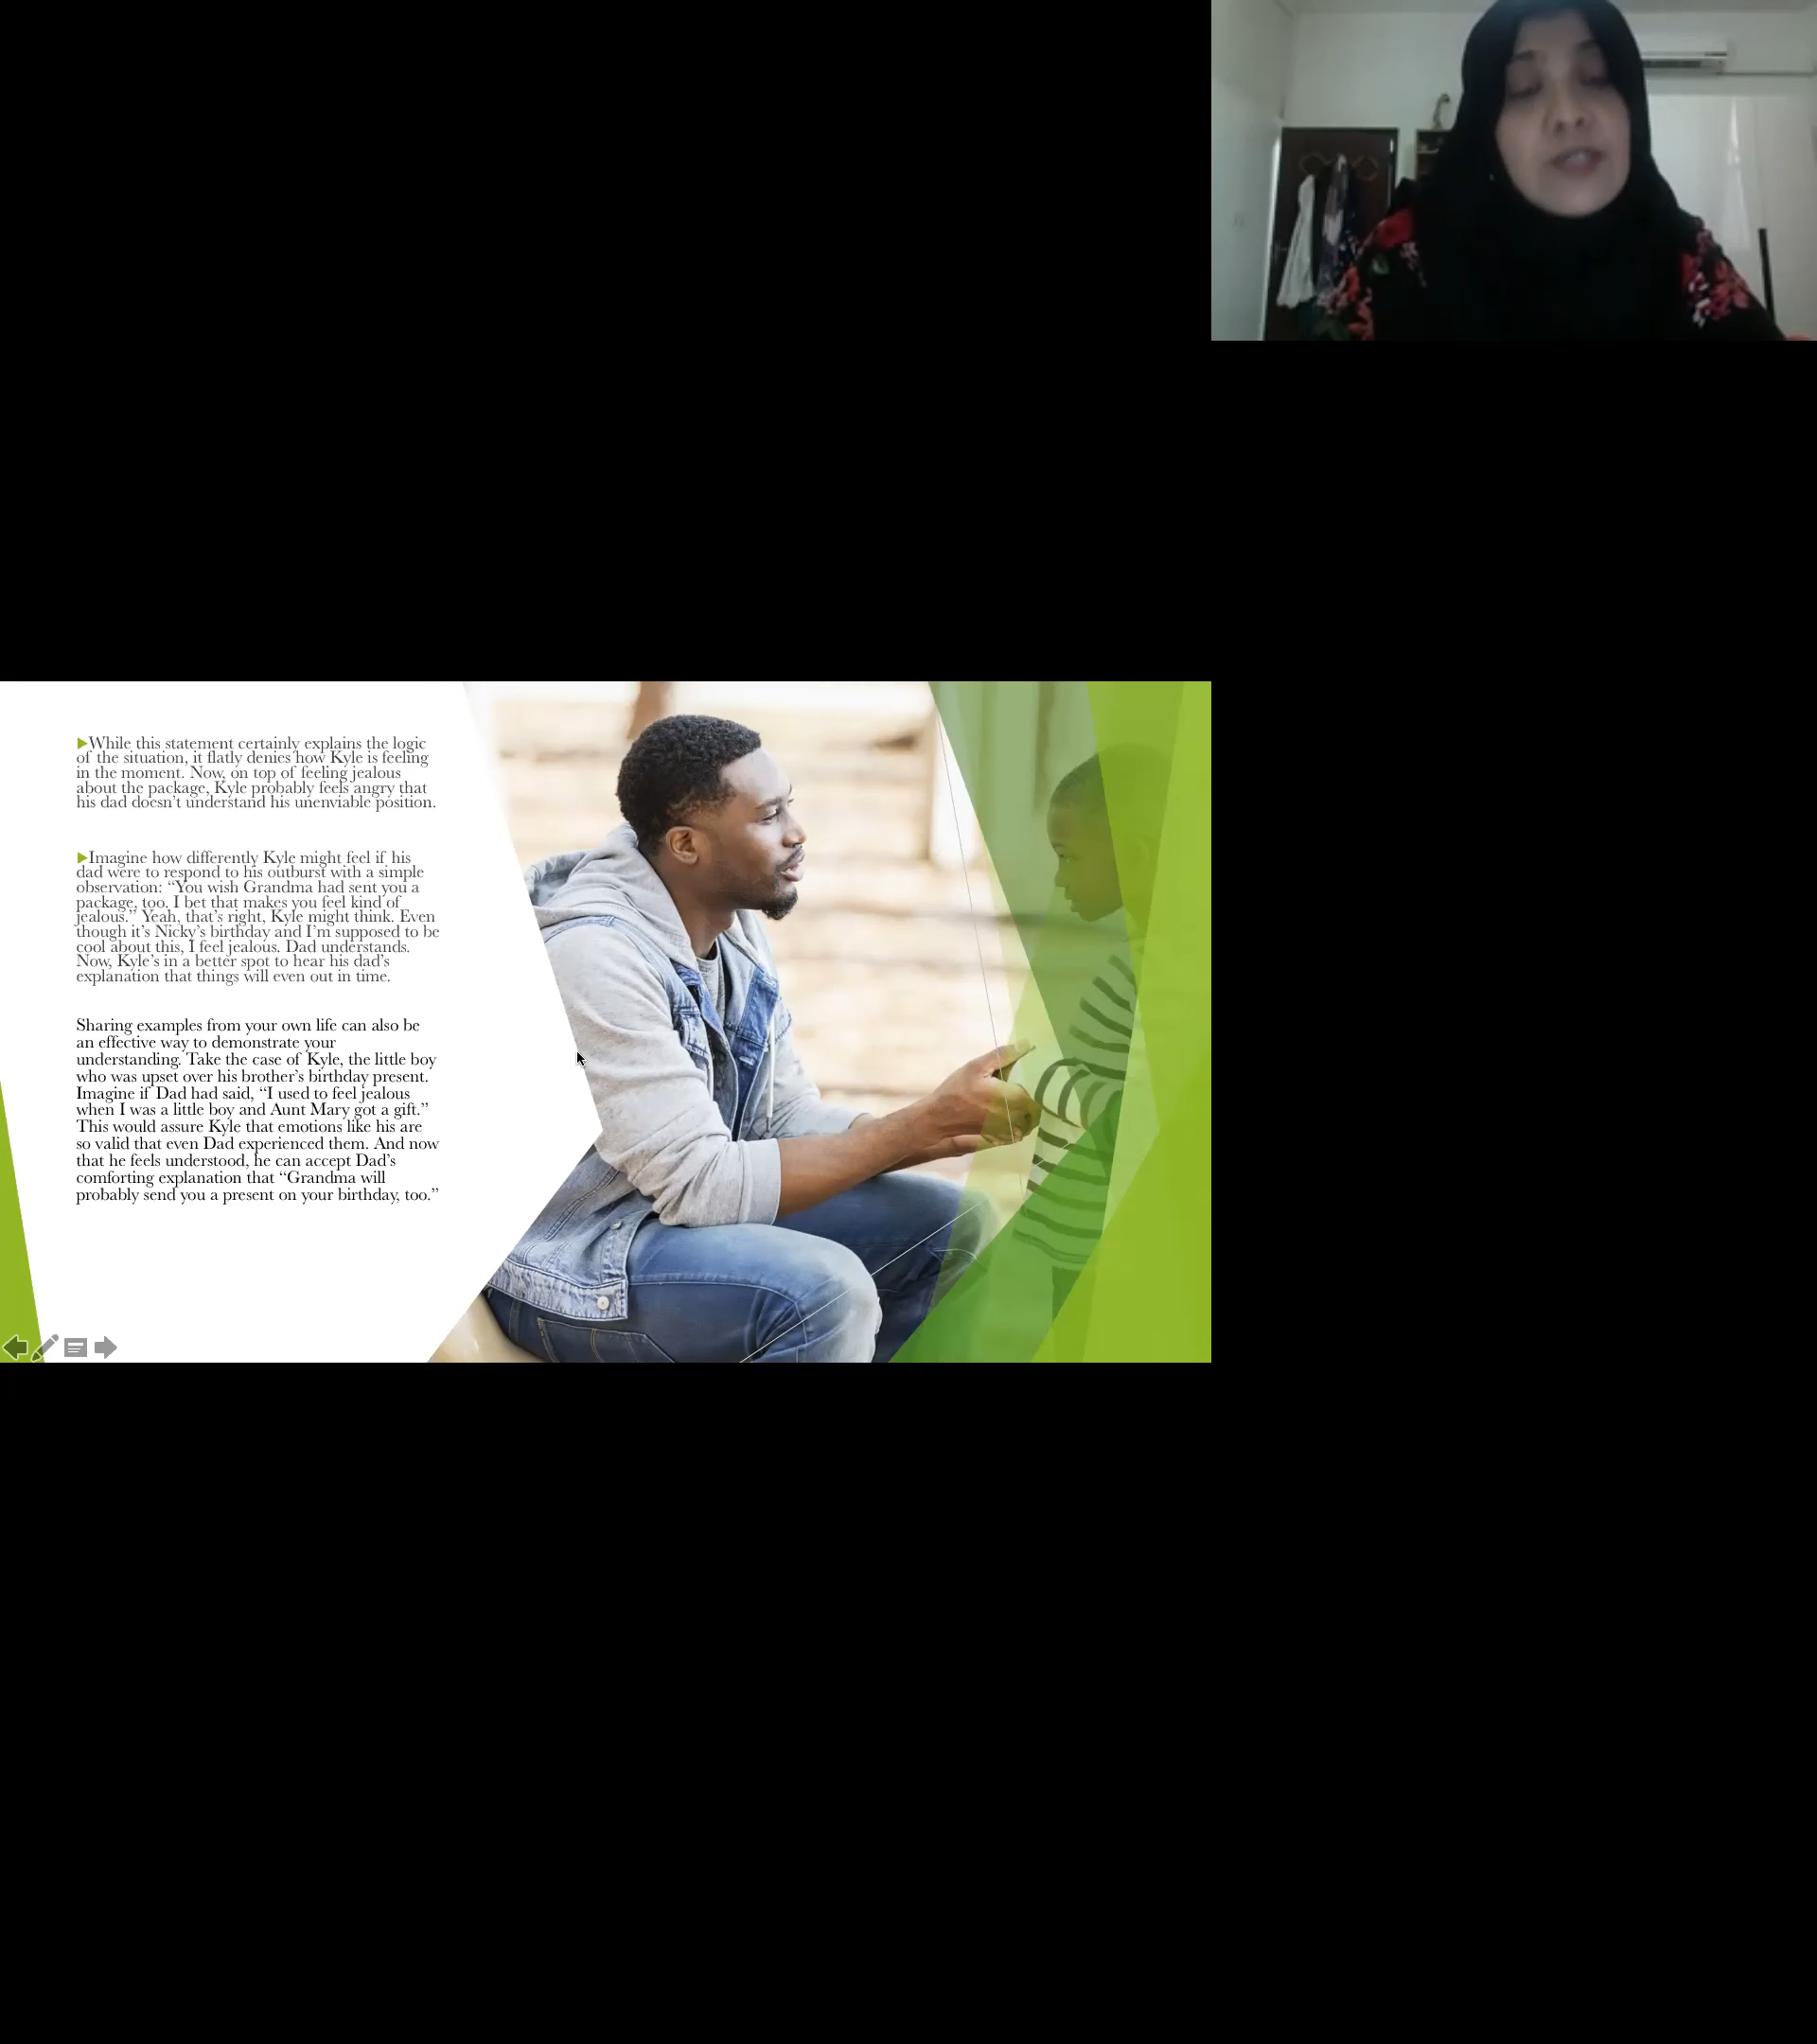 While this statement certainly explains the logic
of the situation, it flatly denies how Kyle is feeling
in the moment. Now, on top of feeling jealous
about the package, Kyle probably feels angry that
his dad doesn’t understand his unenviable position.
Imagine how differently Kyle might feel if his
dad were to respond to his outburst with a simple
observation: “You wish Grandma had sent you a
package, too. I bet that makes you feel kind of
jealous.” Yeah, that’s right, Kyle might think. Even
though it’s Nicky’s birthday and I’m supposed to be
cool about this, I feel jealous. Dad understands.
Now, Kyle’s in a better spot to hear his dad’s
explanation that things will even out in time.
Sharing examples from your own life can also be
an effective way to demonstrate your
understanding. Take the case of Kyle, the little boy
who was upset over his brother’s birthday present.
Imagine if Dad had said, “I used to feel jealous
when I was a little boy and Aunt Mary got a gift.”
This would assure Kyle that emotions like his are
so valid that even Dad experienced them. And now
that he feels understood, he can accept Dad’s
comforting explanation that “Grandma will
probably send you a present on your birthday, too.”